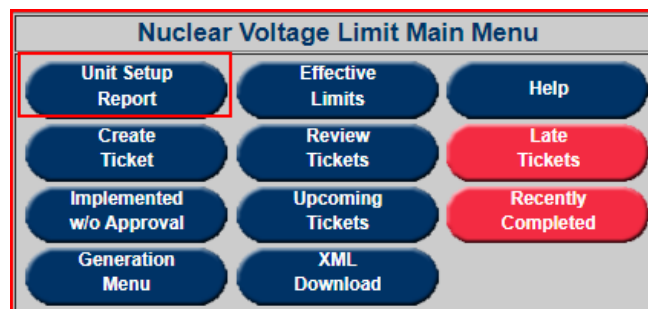 Nuclear Voltage Limit Main Menu
Unit Setup
Report
Effective
Limits
Help
Create
Ticket
Review
Tickets
Late
Tickets
Implemented
w/o Approval
Upcoming
Tickets
Recently
Completed
Generation
Menu
XML
Download